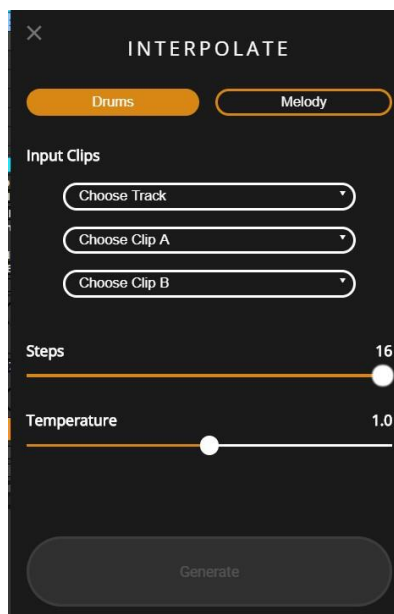 INTERPOLATE
Drums Melody
Input Clips
Choose Track
Choose Clip A
Choose Clip B
Steps 16
Temperature 1.0
Generate